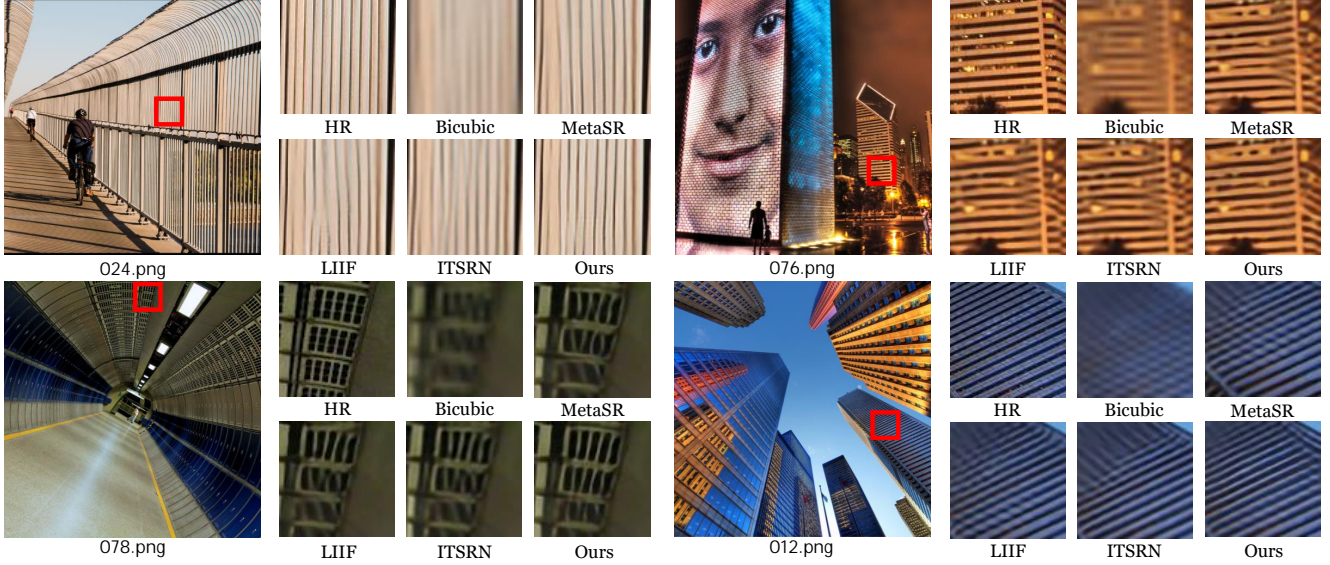 HR Bicubic MetaSR
HR Bicubic MetaSR
LIIF ITSRN Ours
LIIF ITSRN Ours
024.png
076.png
HR Bicubic MetaSR
HR Bicubic MetaSR
LIIF ITSRN Ours
LIIF ITSRN Ours
078.png
012.png